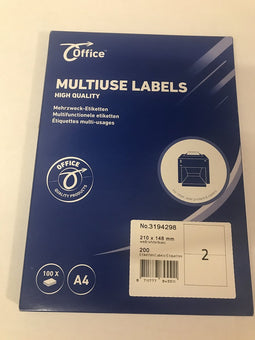 Office™
MULTIUSE LABELS
HIGH QUALITY
Mehrzweck-Etiketten
Multifunctionele etiketten
Étiquettes multi-usages
OFFICE
QUALITY PRODUCTS
100 X
A4
No.3194298
210 x 148 mm
200
2